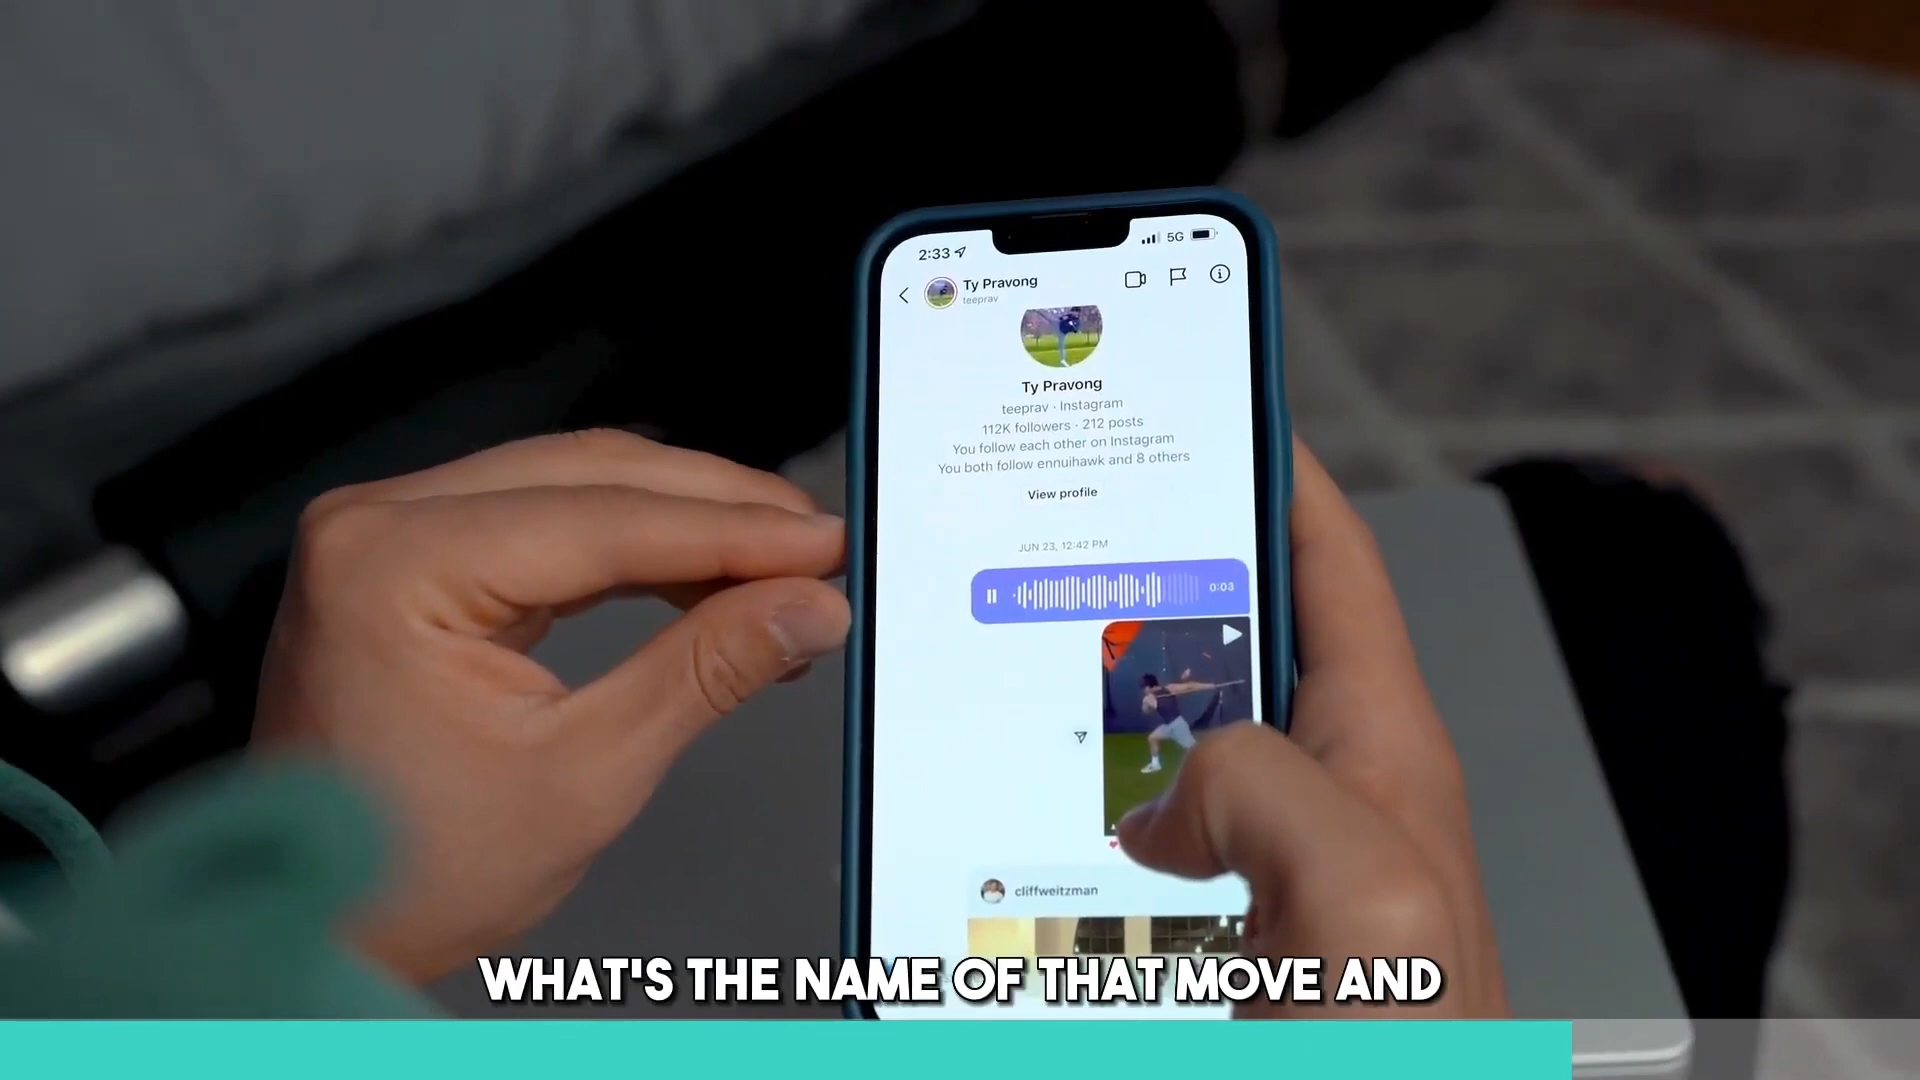 2:33
5G
Ty Pravong
teeprav
Ty Pravong
teeprav · Instagram
112K followers · 212 posts
You follow each other on Instagram
You both follow ennuihawk and 8 others
View profile
JUN 23, 12:42 PM
0:03
cliffweitzman
WHAT'S THE NAME OF THAT MOVE AND